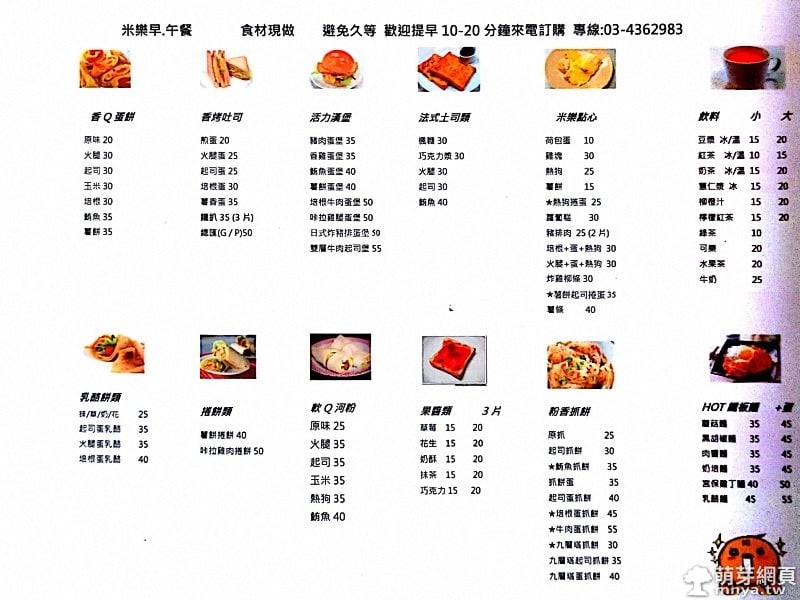 米樂早.午餐 食材現做 避免久等 歡迎提早 10-20 分鐘來電訂購 專線:03-4362983
香 Q 蛋餅
原味 20
火腿 30
起司 30
玉米 30
培根 30
鮪魚 35
薯餅 35
香烤吐司
煎蛋 20
火腿蛋 25
起司蛋 25
培根蛋 30
薯香蛋 35
鐵扒 35 (3 片)
總匯(G / P)50
活力漢堡
豬肉蛋堡 35
香雞蛋堡 35
鮪魚蛋堡 40
薯餅蛋堡 40
培根牛肉蛋堡 50
咔拉雞腿蛋堡 50
日式炸豬排蛋堡 50
雙層牛肉起司堡 55
法式土司類
楓糖 30
巧克力漿 30
火腿 30
起司 30
鮪魚 40
米樂點心
荷包蛋 10
雞塊 30
熱狗 25
薯餅 15
★熱狗捲蛋 25
蘿蔔糕 30
豬排肉 25 (2 片)
培根+蛋+熱狗 30
火腿+蛋+熱狗 30
炸雞柳條 30
★薯餅起司捲蛋 35
薯條 40
飲料 小 大
豆漿 冰/溫 15 20
紅茶 冰/溫 10 15
奶茶 冰/溫 15 20
薏仁漿 冰 15 20
柳橙汁 15 20
檸檬紅茶 15 20
綠茶 10
可樂 20
水果茶 20
牛奶 25
乳酪餅類
抹/草/奶/花 25
起司蛋乳酪 35
火腿蛋乳酪 35
培根蛋乳酪 40
捲餅類
薯餅捲餅 40
咔拉雞肉捲餅 50
軟 Q 河粉
原味 25
火腿 35
起司 35
玉米 35
熱狗 35
鮪魚 40
果醬類 3 片
草莓 15 20
花生 15 20
奶酥 15 20
抹茶 15 20
巧克力 15 20
粉香抓餅
原抓 25
起司抓餅 30
★鮪魚抓餅 35
抓餅蛋 35
起司蛋抓餅 40
★培根蛋抓餅 45
★牛肉蛋抓餅 55
★九層塔抓餅 30
九層塔起司抓餅 35
九層塔蛋抓餅 40
HOT 鐵板麵 +蛋
蘑菇麵 35 45
黑胡椒麵 35 45
肉醬麵 35 45
奶培麵 35 45
宮保雞丁麵 40 50
乳酪麵 45 55
萌芽網頁
mnya.tw